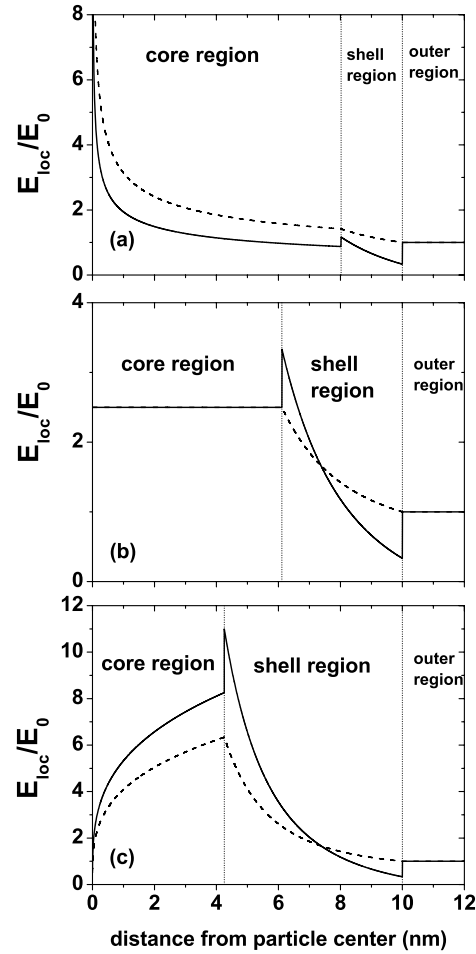 8
core region
shell
region
outer
region
6
E_loc/E_0
4
2
(a)
0
4
core region
shell
region
outer
region
E_loc/E_0
2
(b)
0
12
10
core region
shell region
outer
region
8
E_loc/E_0
6
4
2
(c)
0
0 2 4 6 8 10 12
distance from particle center (nm)